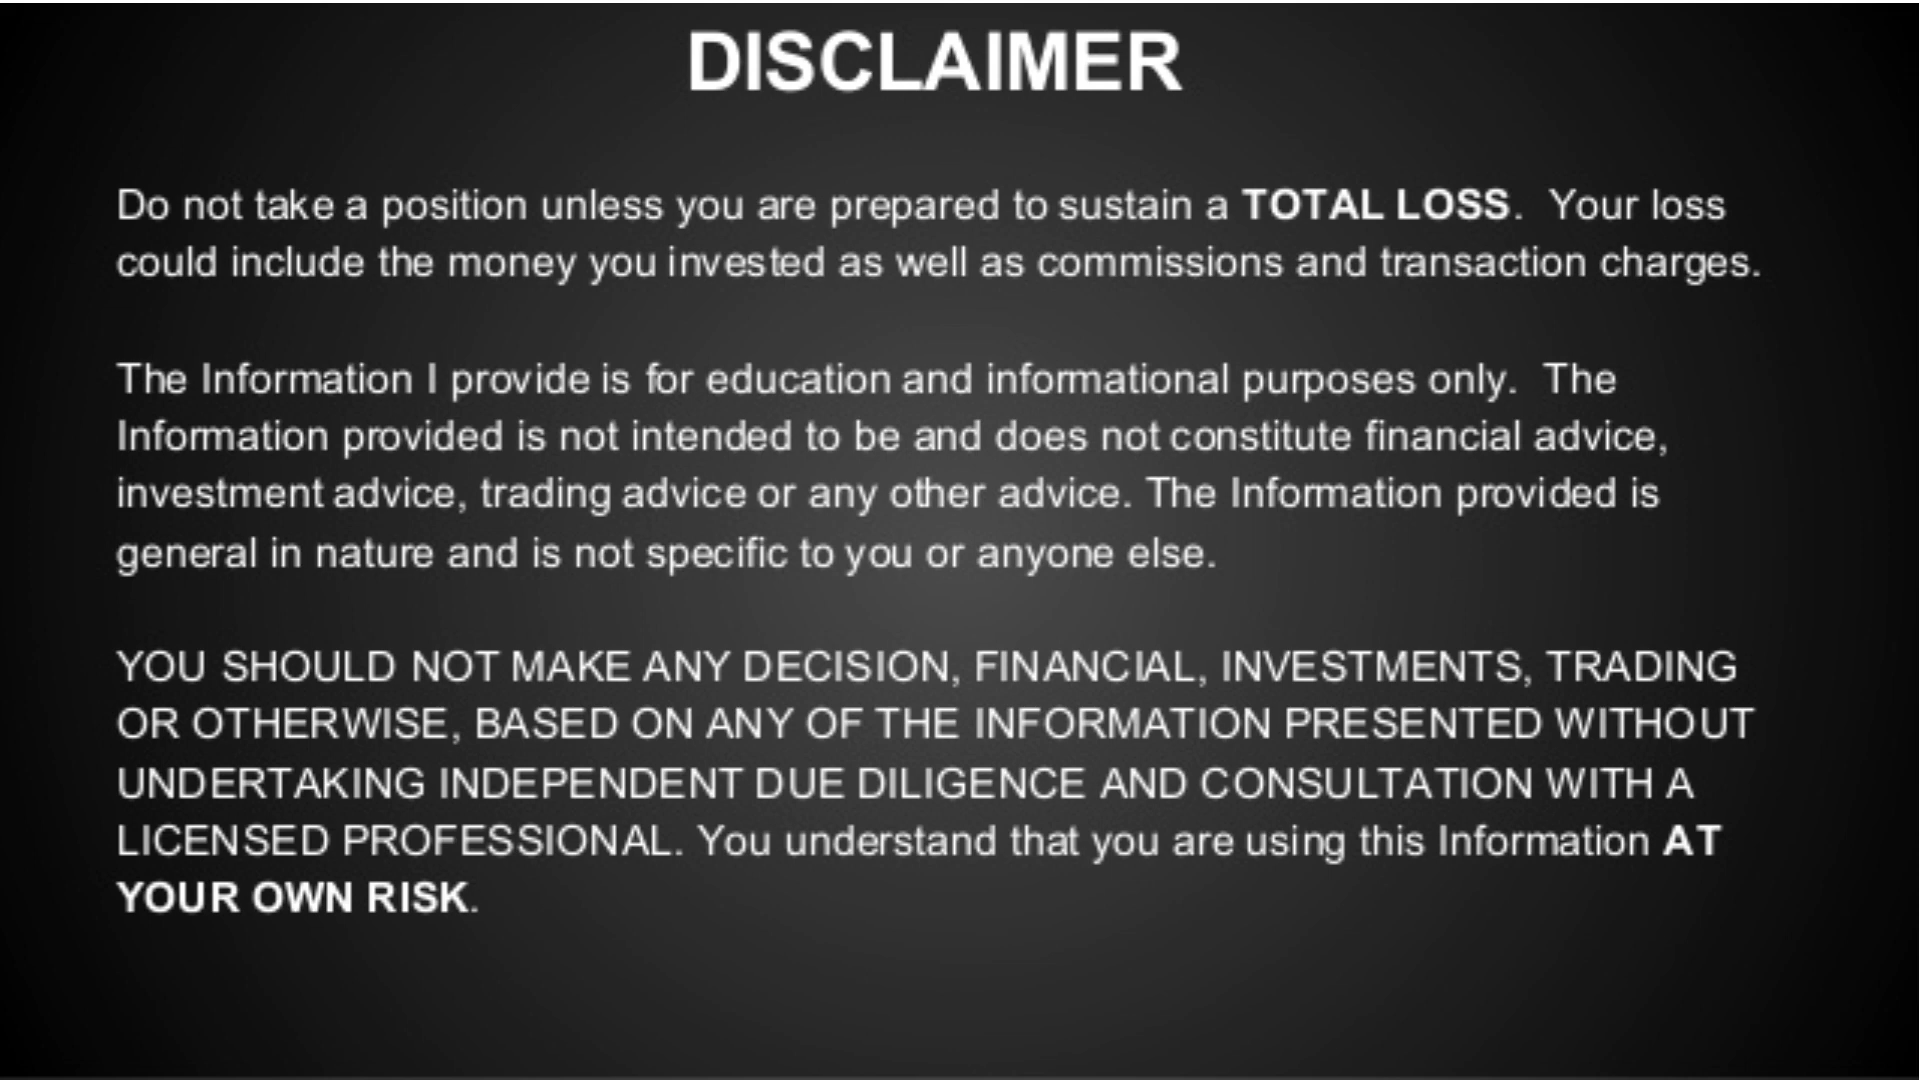 DISCLAIMER
Do not take a position unless you are prepared to sustain a TOTAL LOSS.  Your loss
could include the money you invested as well as commissions and transaction charges.
The Information I provide is for education and informational purposes only.  The
Information provided is not intended to be and does not constitute financial advice,
investment advice, trading advice or any other advice. The Information provided is
general in nature and is not specific to you or anyone else.
YOU SHOULD NOT MAKE ANY DECISION, FINANCIAL, INVESTMENTS, TRADING
OR OTHERWISE, BASED ON ANY OF THE INFORMATION PRESENTED WITHOUT
UNDERTAKING INDEPENDENT DUE DILIGENCE AND CONSULTATION WITH A
LICENSED PROFESSIONAL. You understand that you are using this Information AT
YOUR OWN RISK.